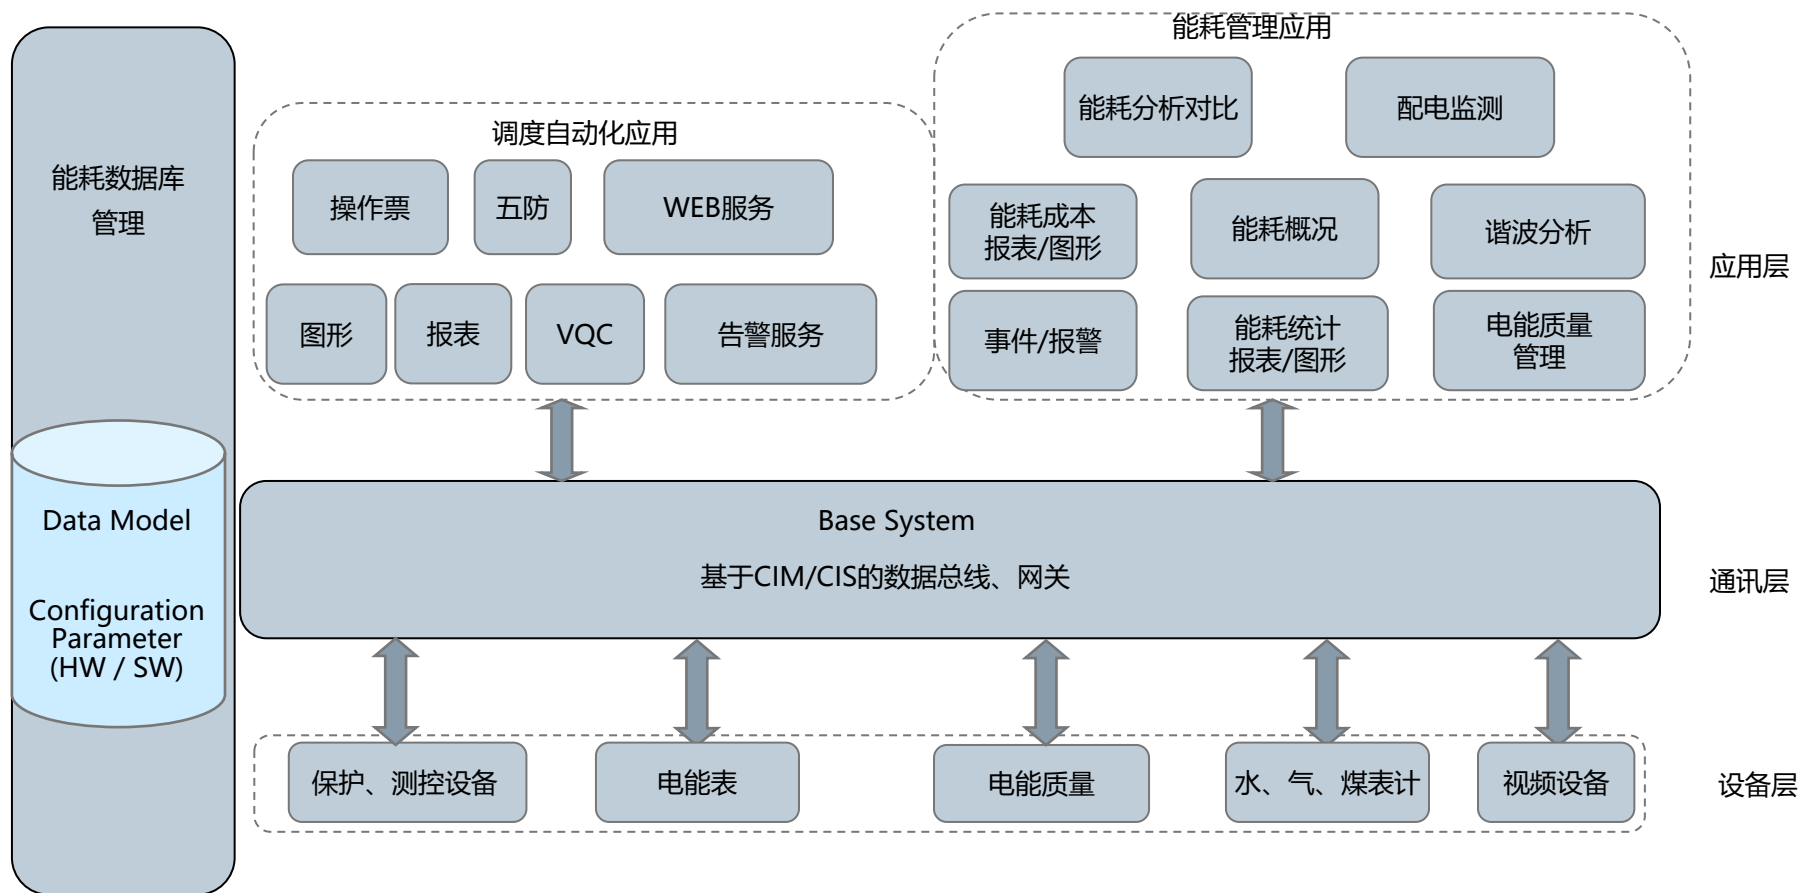 能耗管理应用
能耗分析对比
配电监测
调度自动化应用
能耗数据库
管理
操作票
五防
WEB服务
能耗成本
报表/图形
能耗概况
谐波分析
应用层
图形
报表
VQC
告警服务
事件/报警
能耗统计
报表/图形
电能质量
管理
Data Model
Configuration
Parameter
(HW / SW)
Base System
基于CIM/CIS的数据总线、网关
通讯层
保护、测控设备
电能表
电能质量
水、气、煤表计
视频设备
设备层